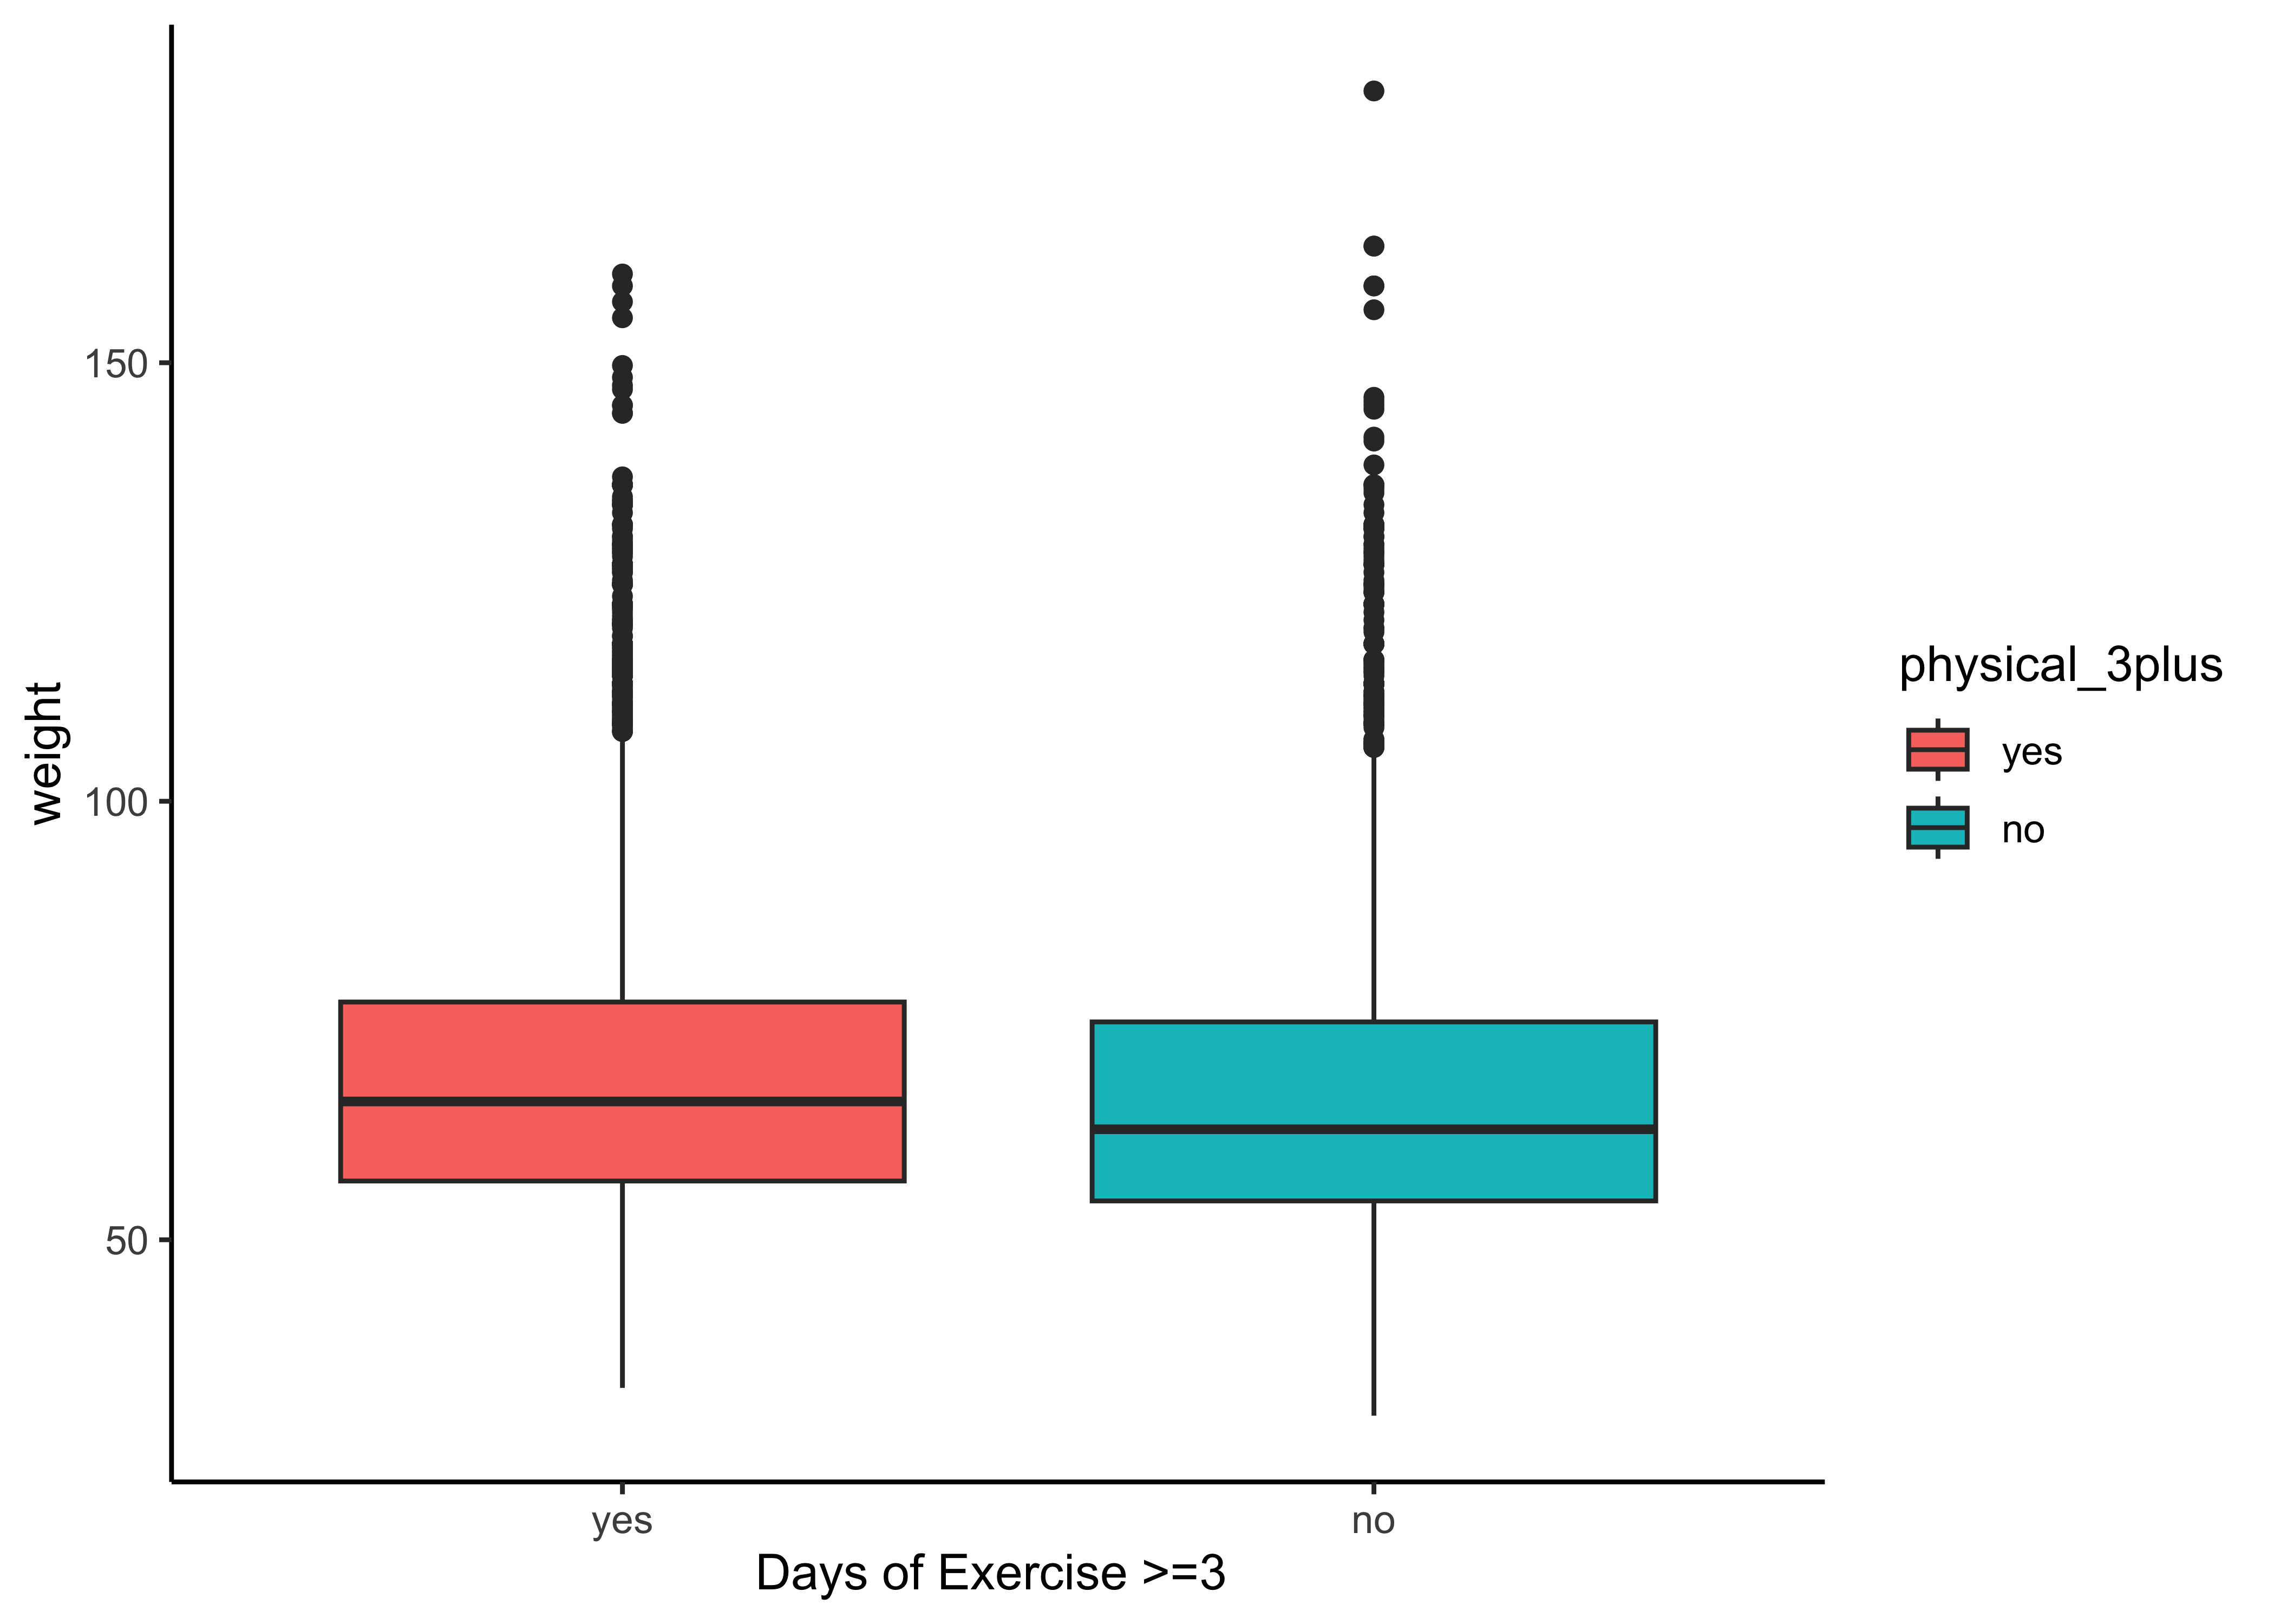 weight
150
100
50
yes
no
Days of Exercise >=3
physical_3plus
yes
no